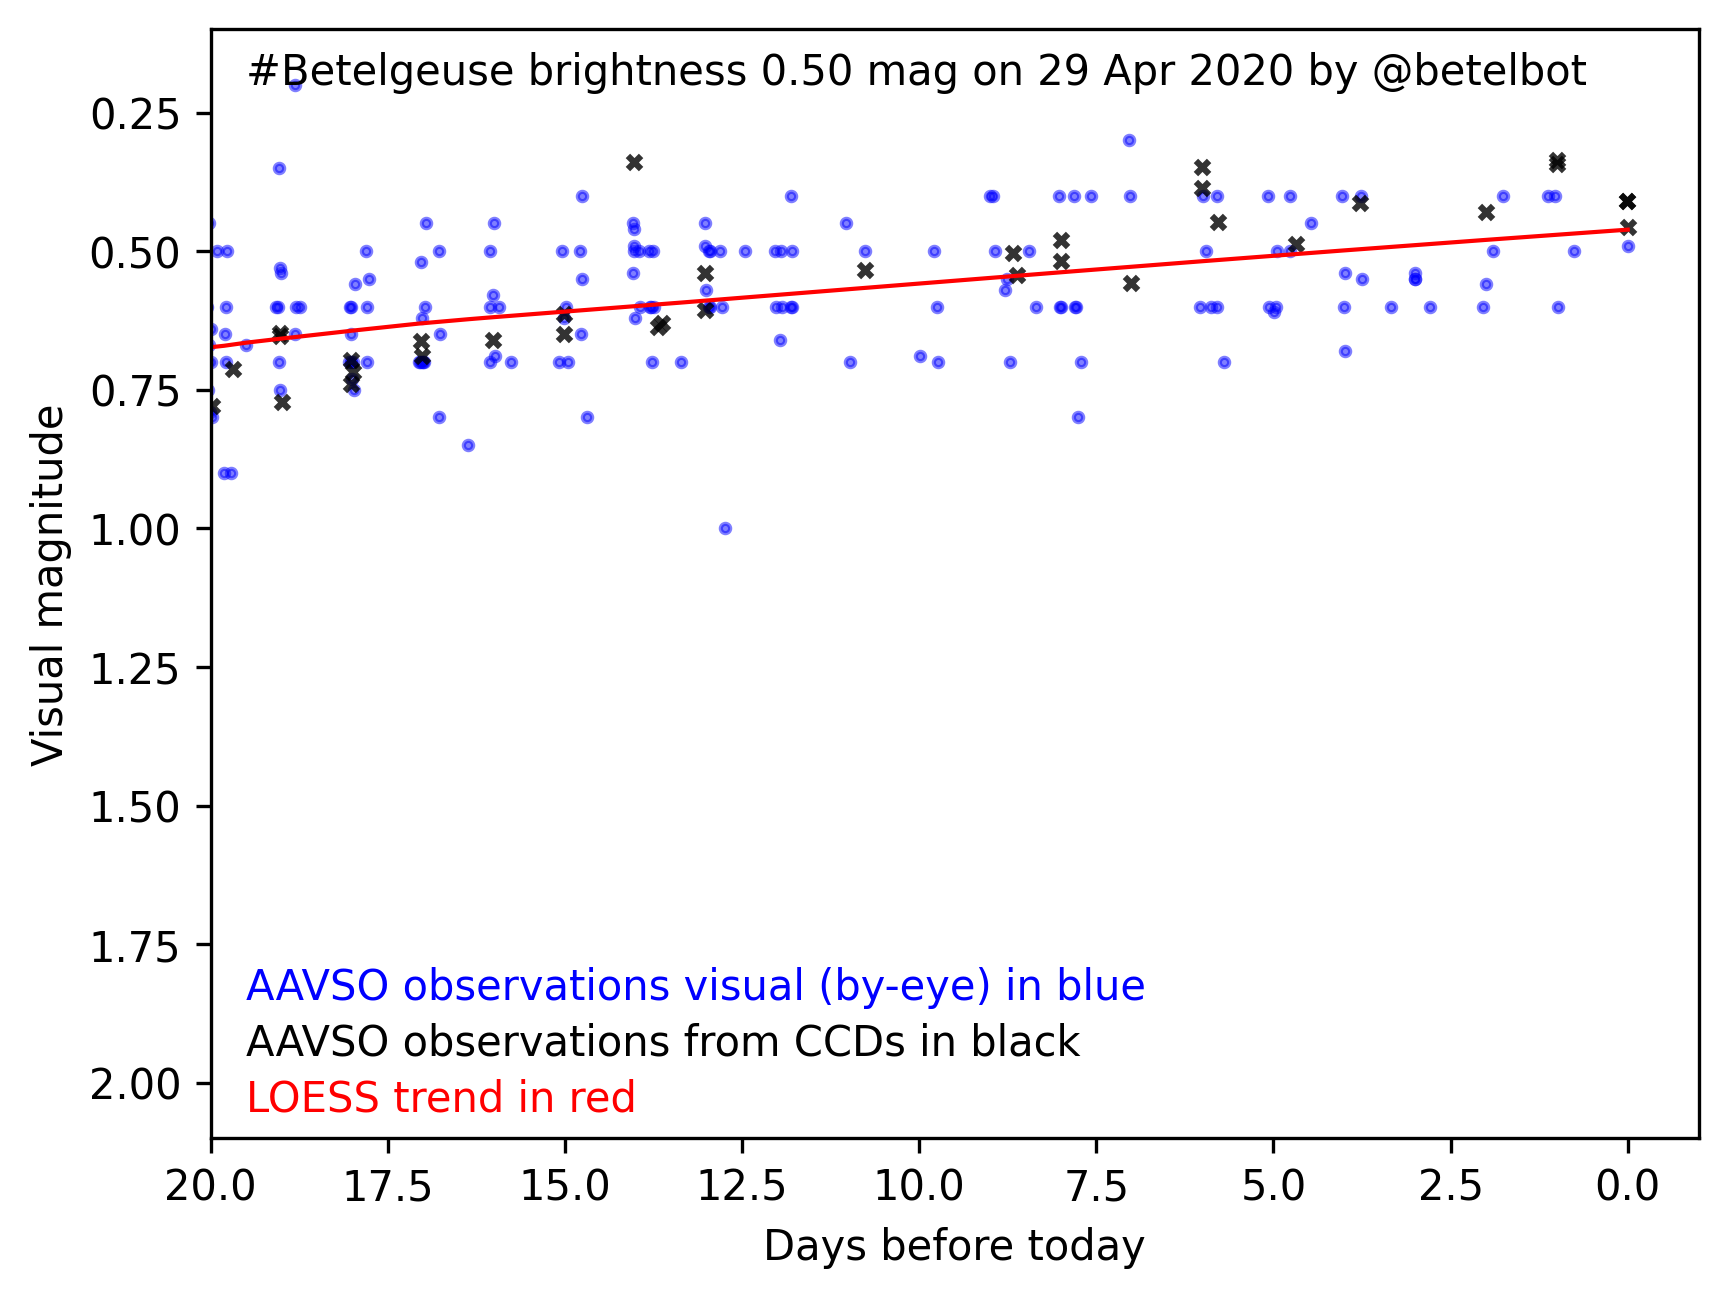 #Betelgeuse brightness 0.50 mag on 29 Apr 2020 by @betelbot
0.25
0.50
0.75
1.00
1.25
1.50
1.75
2.00
Visual magnitude
AAVSO observations visual (by-eye) in blue
AAVSO observations from CCDs in black
LOESS trend in red
20.0 17.5 15.0 12.5 10.0 7.5 5.0 2.5 0.0
Days before today